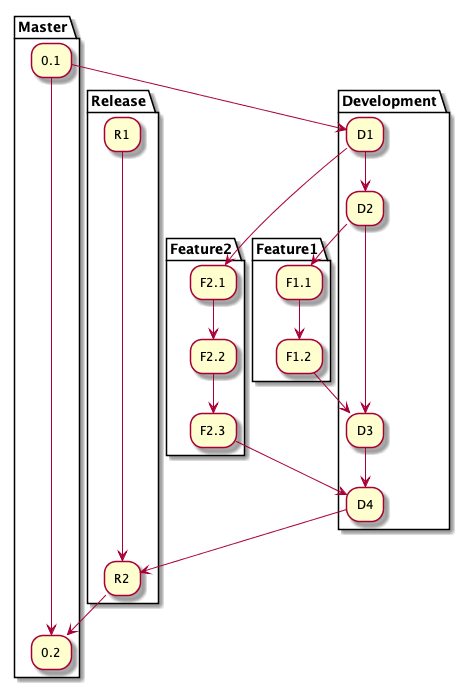 Master
0.1
Release
Development
R1
D1
D2
Feature2
Feature1
F2.1
F1.1
F2.2
F1.2
F2.3
D3
D4
R2
0.2